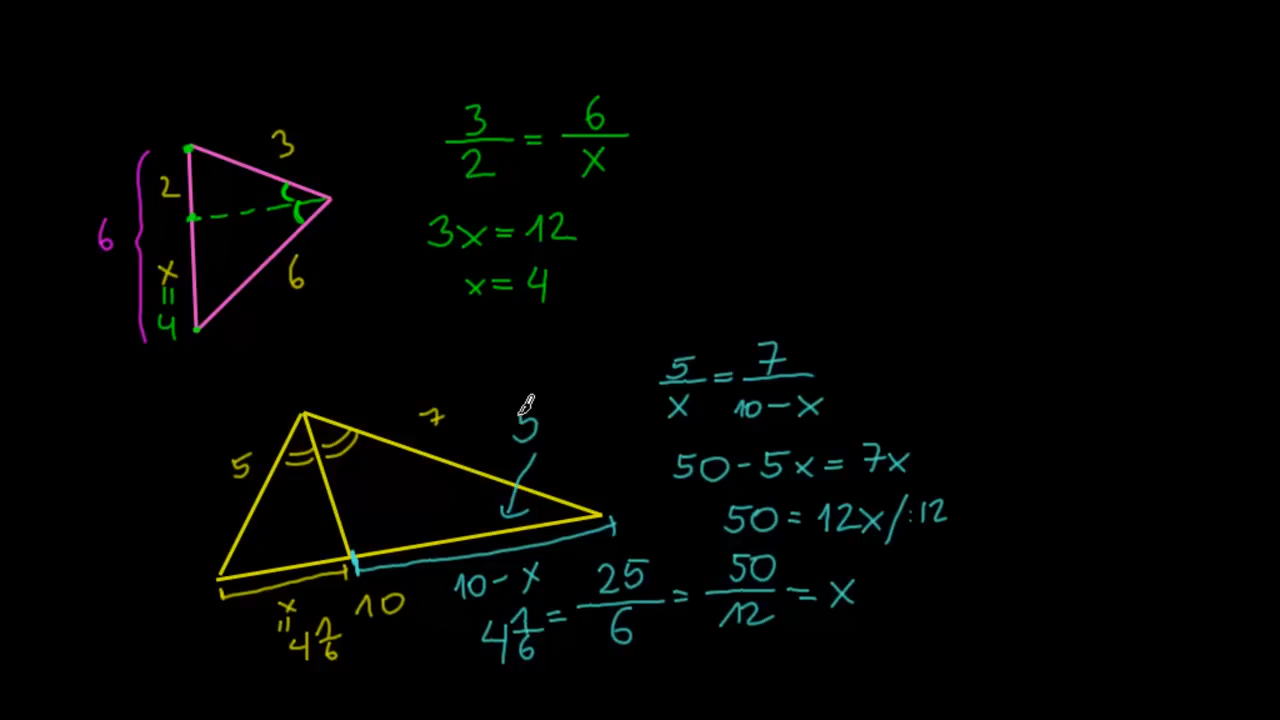 3
2
6
x
=
4
6
3/2 = 6/x
3x = 12
x = 4
5
7
5
x
=
4 1/6
10
10 - x
5/x = 7/(10 - x)
50 - 5x = 7x
50 = 12x /:12
4 1/6 = 25/6 = 50/12 = x